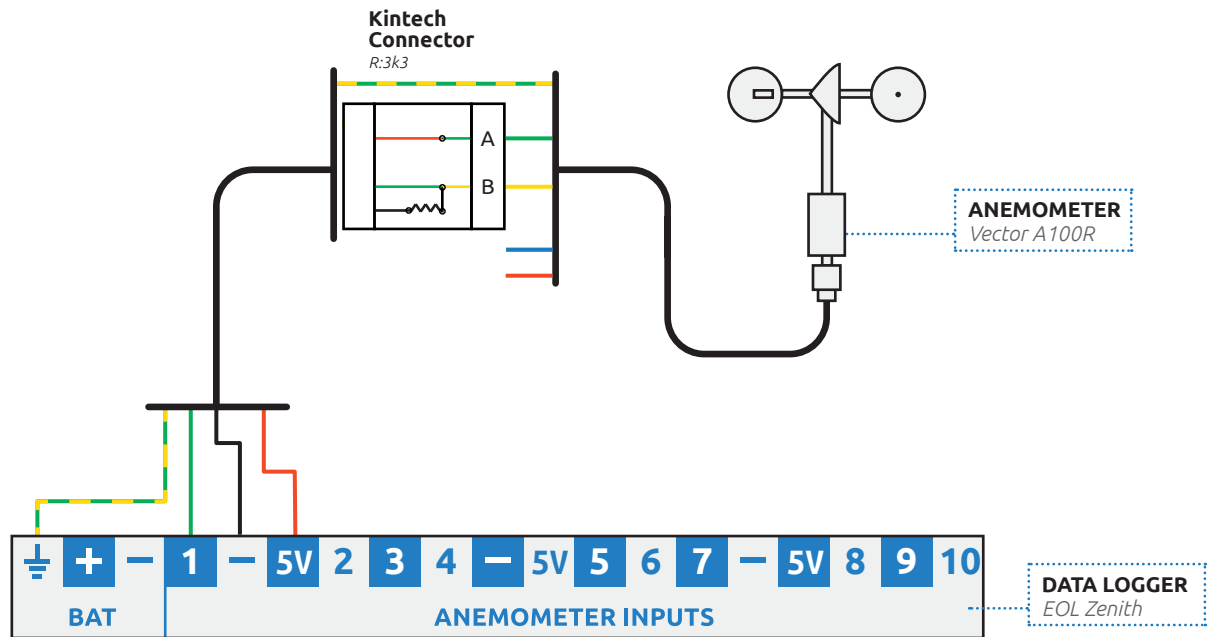 Kintech
Connector
R:3k3
A
B
ANEMOMETER
Vector A100R
+ − 1 − 5V 2 3 4 − 5V 5 6 7 − 5V 8 9 10
BAT
ANEMOMETER INPUTS
DATA LOGGER
EOL Zenith